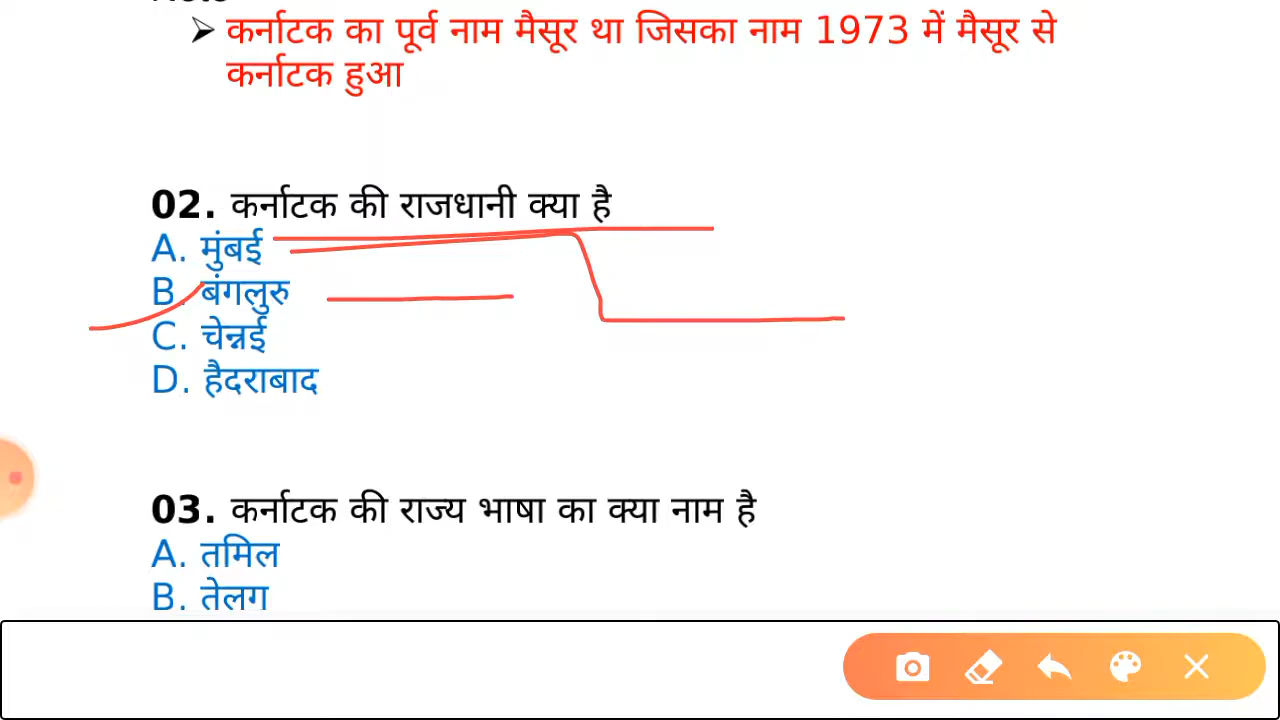 ➢ कर्नाटक का पूर्व नाम मैसूर था जिसका नाम 1973 में मैसूर से
कर्नाटक हुआ
02. कर्नाटक की राजधानी क्या है
A. मुंबई
B. बंगलुरु
C. चेन्नई
D. हैदराबाद
03. कर्नाटक की राज्य भाषा का क्या नाम है
A. तमिल
B. तेलग